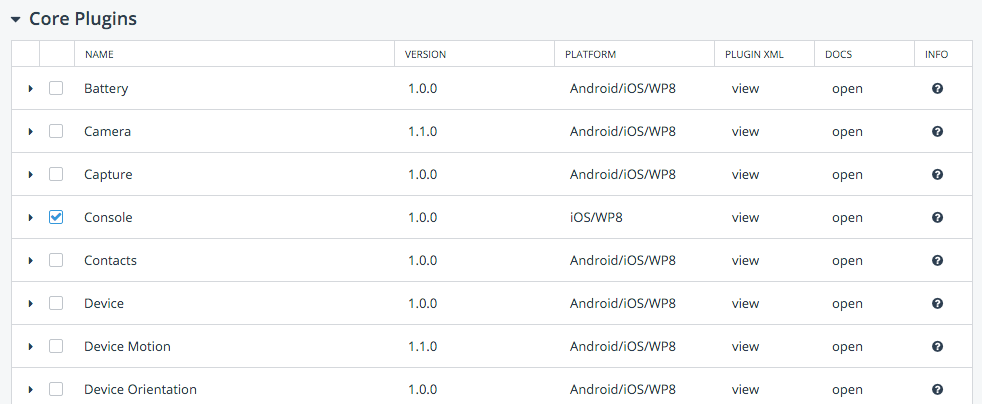 Core Plugins
NAME VERSION PLATFORM PLUGIN XML DOCS INFO
Battery 1.0.0 Android/iOS/WP8 view open ?
Camera 1.1.0 Android/iOS/WP8 view open ?
Capture 1.0.0 Android/iOS/WP8 view open ?
Console 1.0.0 iOS/WP8 view open ?
Contacts 1.0.0 Android/iOS/WP8 view open ?
Device 1.0.0 Android/iOS/WP8 view open ?
Device Motion 1.1.0 Android/iOS/WP8 view open ?
Device Orientation 1.0.0 Android/iOS/WP8 view open ?